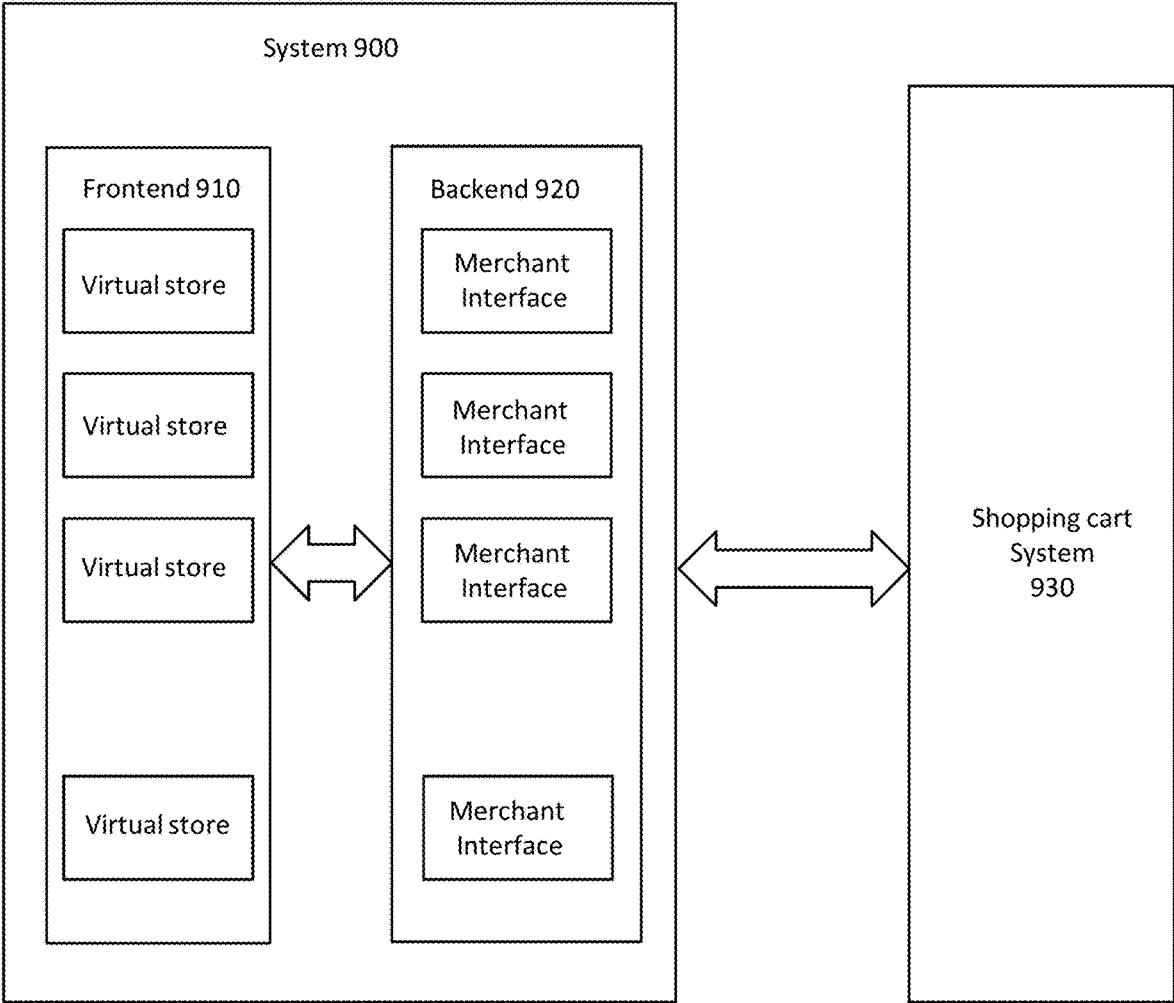 System 900
Frontend 910
Virtual store
Virtual store
Virtual store
Virtual store
Backend 920
Merchant
Interface
Merchant
Interface
Merchant
Interface
Merchant
Interface
Shopping cart
System
930